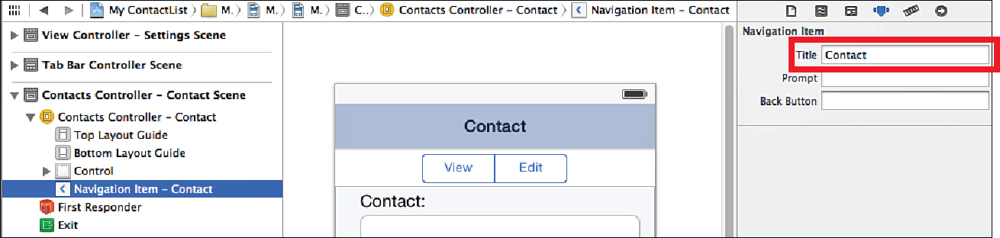 My ContactList M... M... M... C... Contacts Controller – Contact Navigation Item – Contact
View Controller – Settings Scene
Tab Bar Controller Scene
Contacts Controller – Contact Scene
Contacts Controller – Contact
Top Layout Guide
Bottom Layout Guide
Control
Navigation Item – Contact
First Responder
Exit
Contact
View Edit
Contact:
Navigation Item
Title Contact
Prompt
Back Button